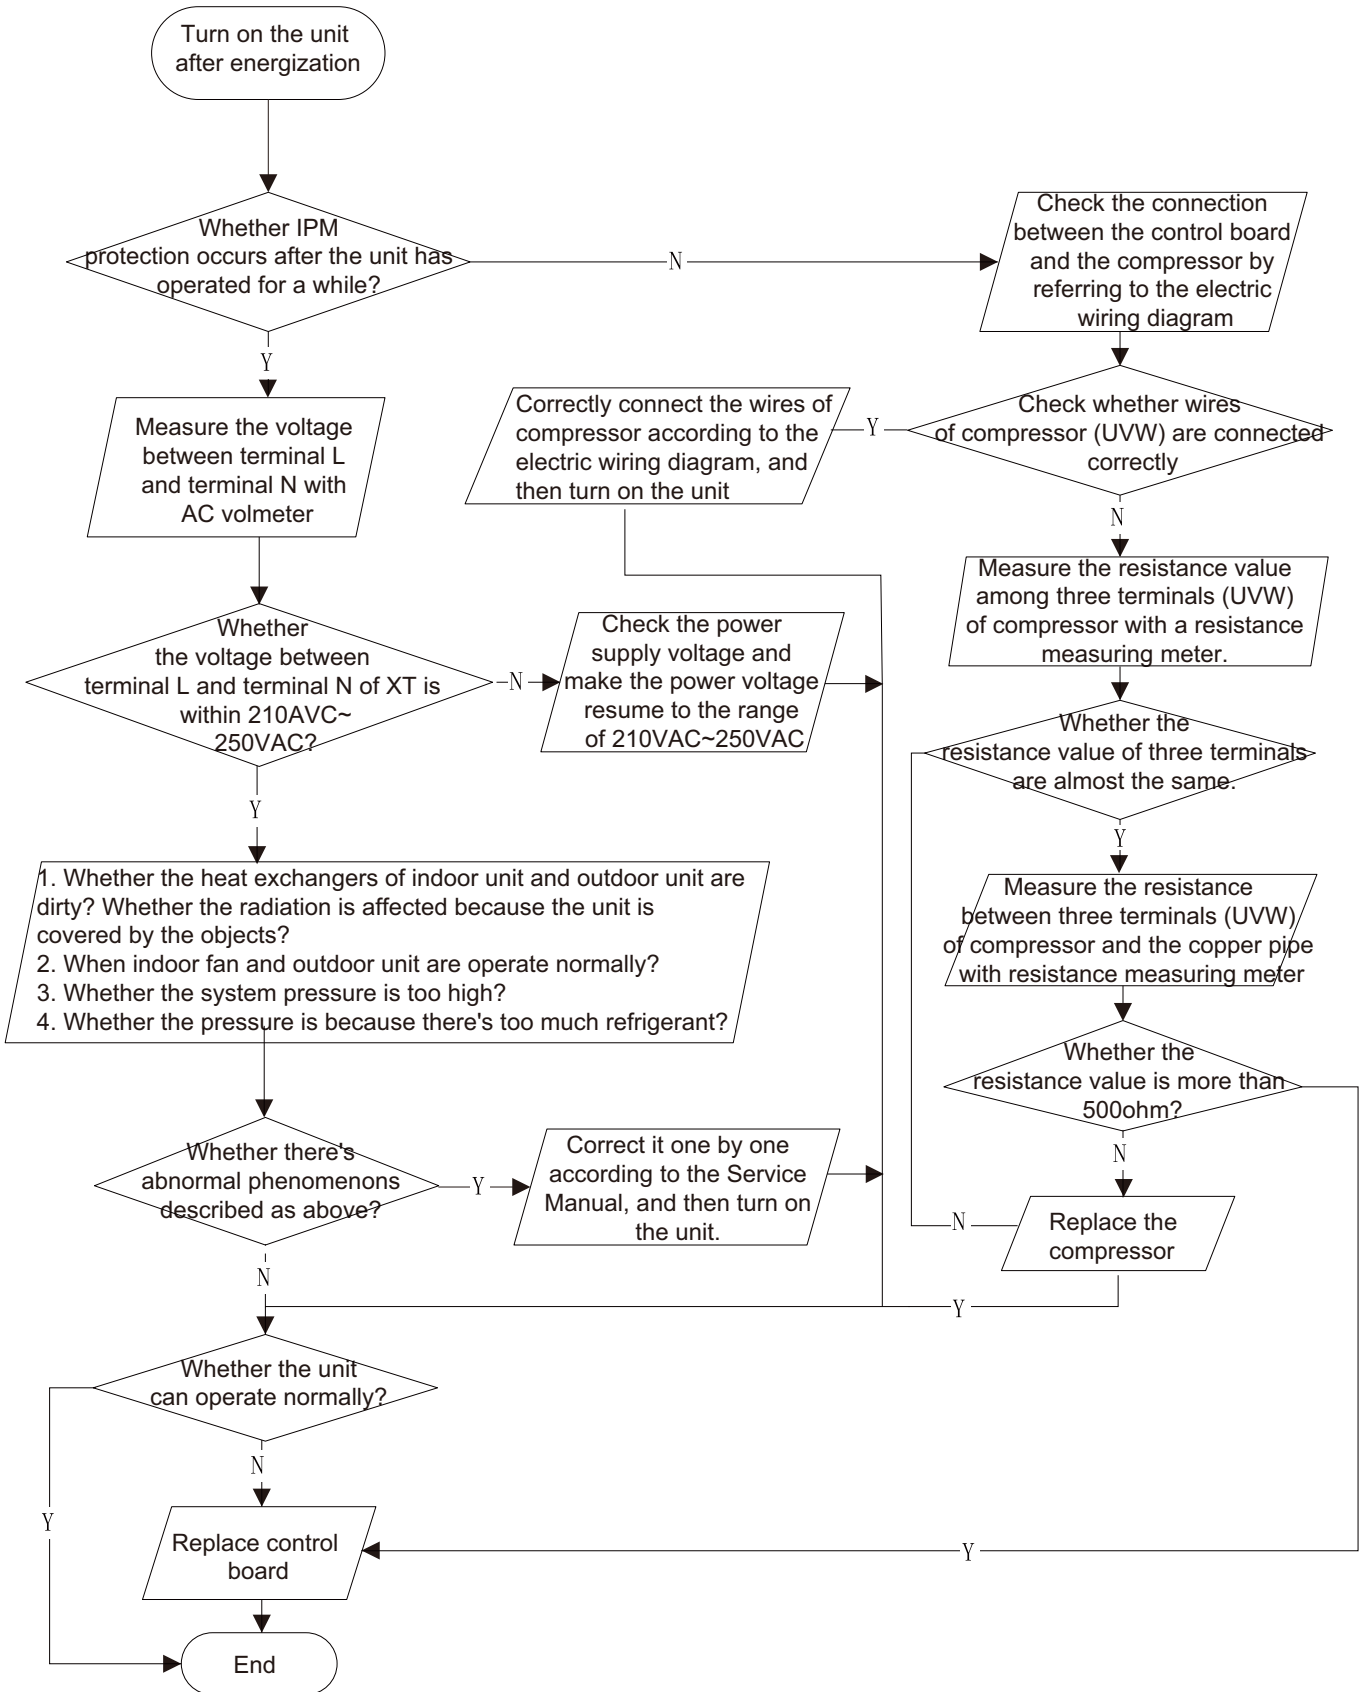 Turn on the unit
after energization
Whether IPM
protection occurs after the unit has
operated for a while?
N
Check the connection
between the control board
and the compressor by
referring to the electric
wiring diagram
Y
Measure the voltage
between terminal L
and terminal N with
AC volmeter
Correctly connect the wires of
compressor according to the
electric wiring diagram, and
then turn on the unit
Y
Check whether wires
of compressor (UVW) are connected
correctly
N
Measure the resistance value
among three terminals (UVW)
of compressor with a resistance
measuring meter.
Whether
the voltage between
terminal L and terminal N of XT is
within 210AVC~
250VAC?
N
Check the power
supply voltage and
make the power voltage
resume to the range
of 210VAC~250VAC
Whether the
resistance value of three terminals
are almost the same.
Y
Y
1. Whether the heat exchangers of indoor unit and outdoor unit are
dirty? Whether the radiation is affected because the unit is
covered by the objects?
2. When indoor fan and outdoor unit are operate normally?
3. Whether the system pressure is too high?
4. Whether the pressure is because there's too much refrigerant?
Measure the resistance
between three terminals (UVW)
of compressor and the copper pipe
with resistance measuring meter
Whether the
resistance value is more than
500ohm?
N
Whether there's
abnormal phenomenons
described as above?
Y
Correct it one by one
according to the Service
Manual, and then turn on
the unit.
N
Replace the
compressor
N
Y
Whether the unit
can operate normally?
N
Y
Replace control
board
Y
End